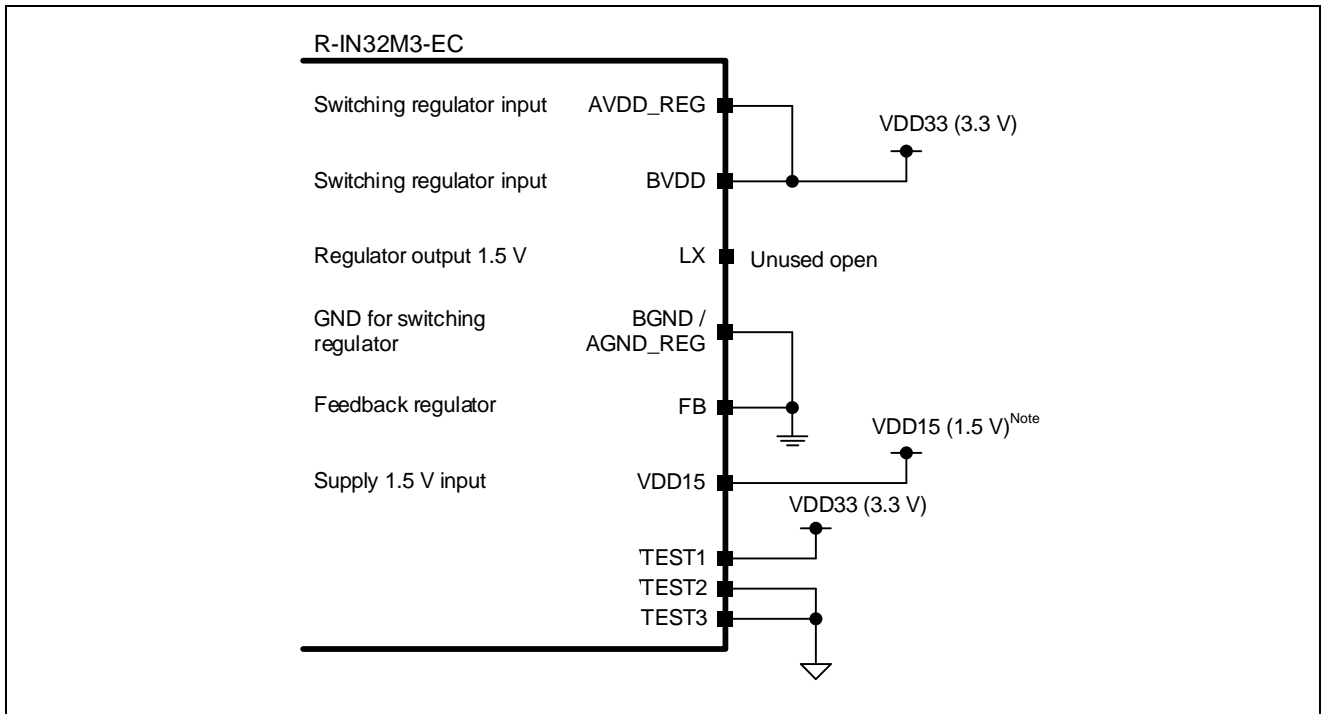 R-IN32M3-EC
Switching regulator input AVDD_REG
VDD33 (3.3 V)
Switching regulator input BVDD
Regulator output 1.5 V LX Unused open
GND for switching regulator
BGND / AGND_REG
Feedback regulator FB
VDD15 (1.5 V)Note
Supply 1.5 V input VDD15
VDD33 (3.3 V)
TEST1
TEST2
TEST3